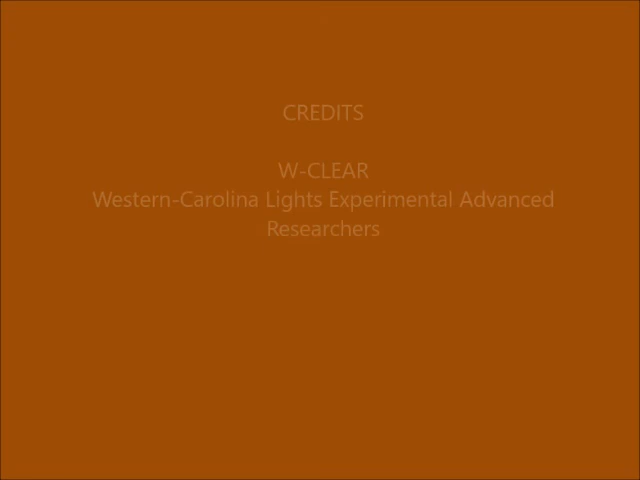 CREDITS
W-CLEAR
Western-Carolina Lights Experimental Advanced
Researchers